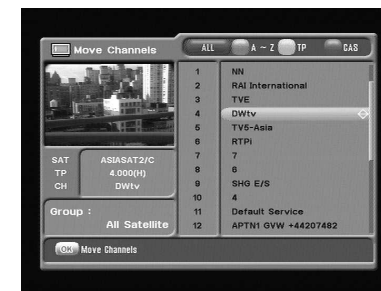 Move Channels
ALL A ~ Z TP CAS
1 NN
2 RAI International
3 TVE
4 DWtv
5 TV5-Asia
6 RTPi
7 7
8 6
9 SHG E/S
10 4
11 Default Service
12 APTN1 GVW +44207482
SAT ASIASAT2/C
TP 4.000(H)
CH DWtv
Group :
All Satellite
OK Move Channels